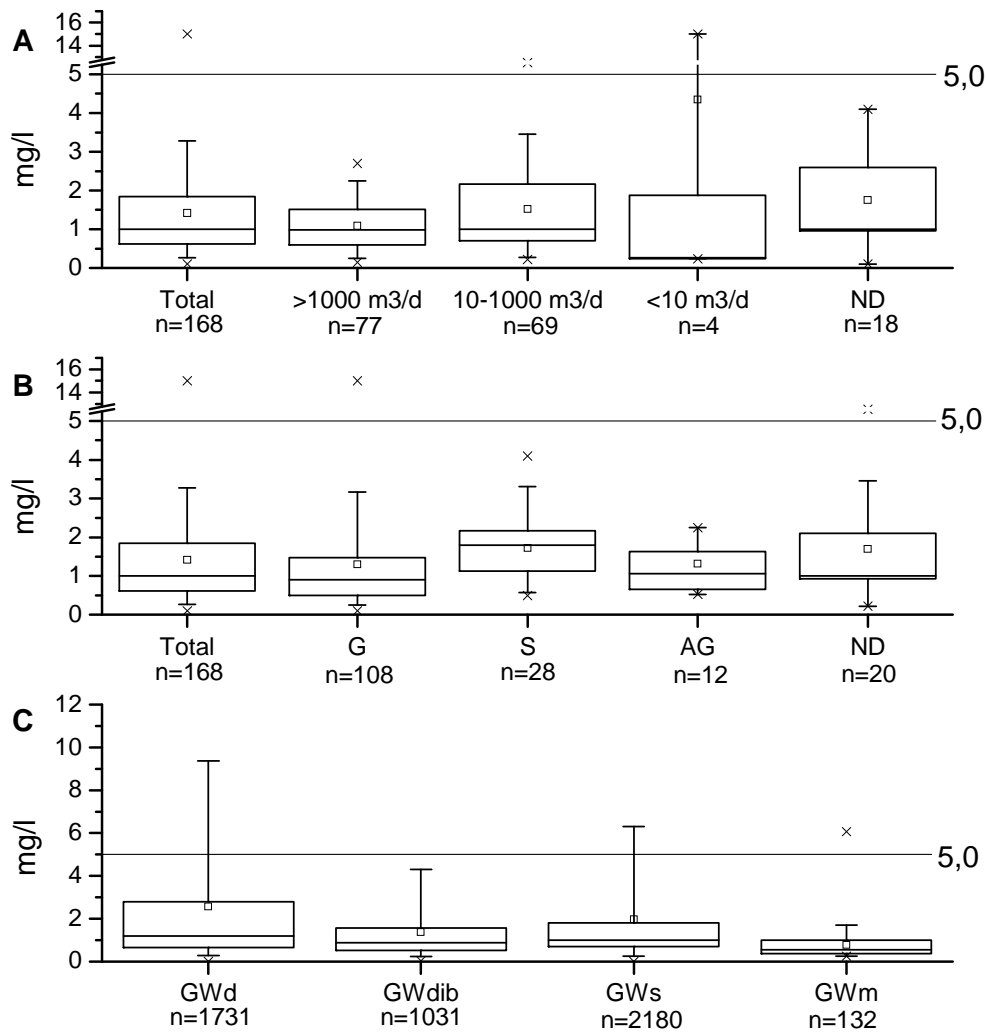 A
16
14
5
4
3
2
1
0
mg/l
5,0
Total >1000 m3/d 10-1000 m3/d <10 m3/d ND
n=168 n=77 n=69 n=4 n=18
B
16
14
5
4
3
2
1
0
mg/l
5,0
Total G S AG ND
n=168 n=108 n=28 n=12 n=20
C
12
10
8
6
4
2
0
mg/l
5,0
GWd GWdib GWs GWm
n=1731 n=1031 n=2180 n=132